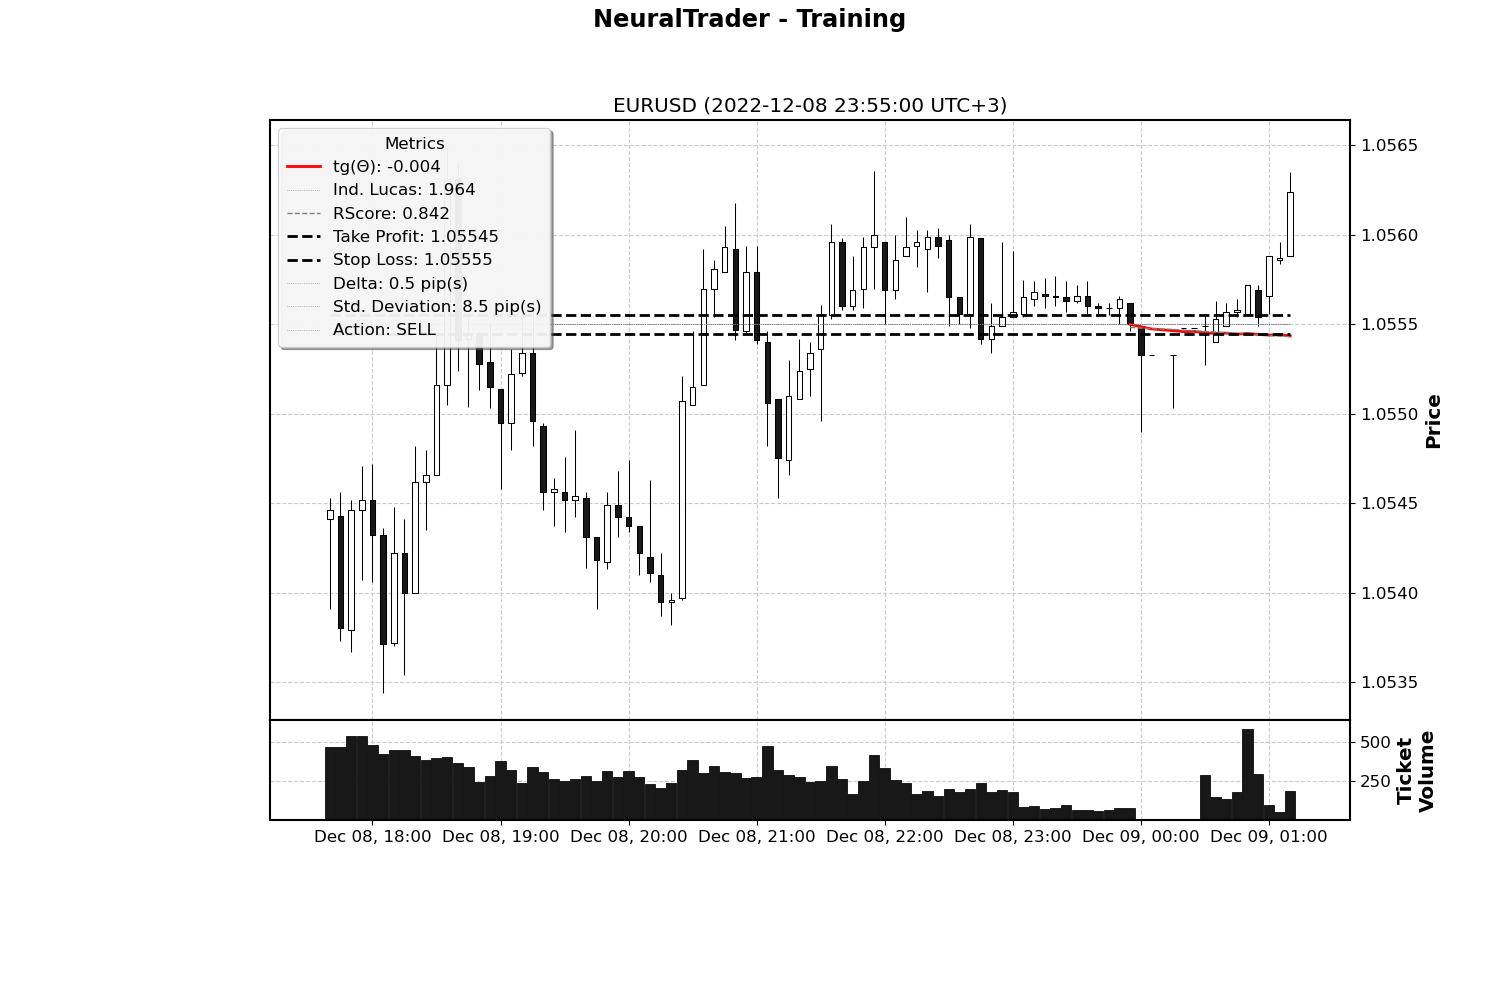 NeuralTrader - Training
EURUSD (2022-12-08 23:55:00 UTC+3)
Metrics
tg(Θ): -0.004
Ind. Lucas: 1.964
RScore: 0.842
Take Profit: 1.05545
Stop Loss: 1.05555
Delta: 0.5 pip(s)
Std. Deviation: 8.5 pip(s)
Action: SELL
1.0565
1.0560
1.0555
1.0550
1.0545
1.0540
1.0535
Price
500
250
Ticket
Volume
Dec 08, 18:00 Dec 08, 19:00 Dec 08, 20:00 Dec 08, 21:00 Dec 08, 22:00 Dec 08, 23:00 Dec 09, 00:00 Dec 09, 01:00